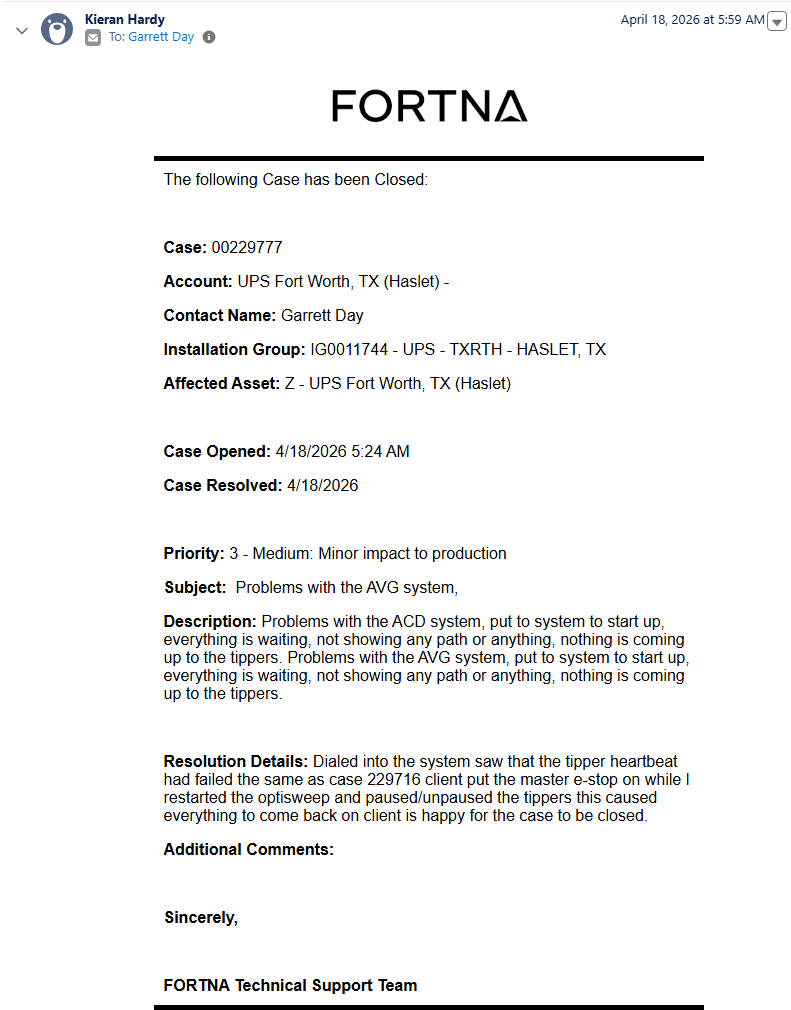 Kieran Hardy
April 18, 2026 at 5:59 AM
To: Garrett Day
FORTNA
The following Case has been Closed:
Case: 00229777
Account: UPS Fort Worth, TX (Haslet) -
Contact Name: Garrett Day
Installation Group: IG0011744 - UPS - TXRTH - HASLET, TX
Affected Asset: Z - UPS Fort Worth, TX (Haslet)
Case Opened: 4/18/2026 5:24 AM
Case Resolved: 4/18/2026
Priority: 3 - Medium: Minor impact to production
Subject: Problems with the AVG system,
Description: Problems with the ACD system, put to system to start up,
everything is waiting, not showing any path or anything, nothing is coming
up to the tippers. Problems with the AVG system, put to system to start up,
everything is waiting, not showing any path or anything, nothing is coming
up to the tippers.
Resolution Details: Dialed into the system saw that the tipper heartbeat
had failed the same as case 229716 client put the master e-stop on while I
restarted the optisweep and paused/unpaused the tippers this caused
everything to come back on client is happy for the case to be closed.
Additional Comments:
Sincerely,
FORTNA Technical Support Team